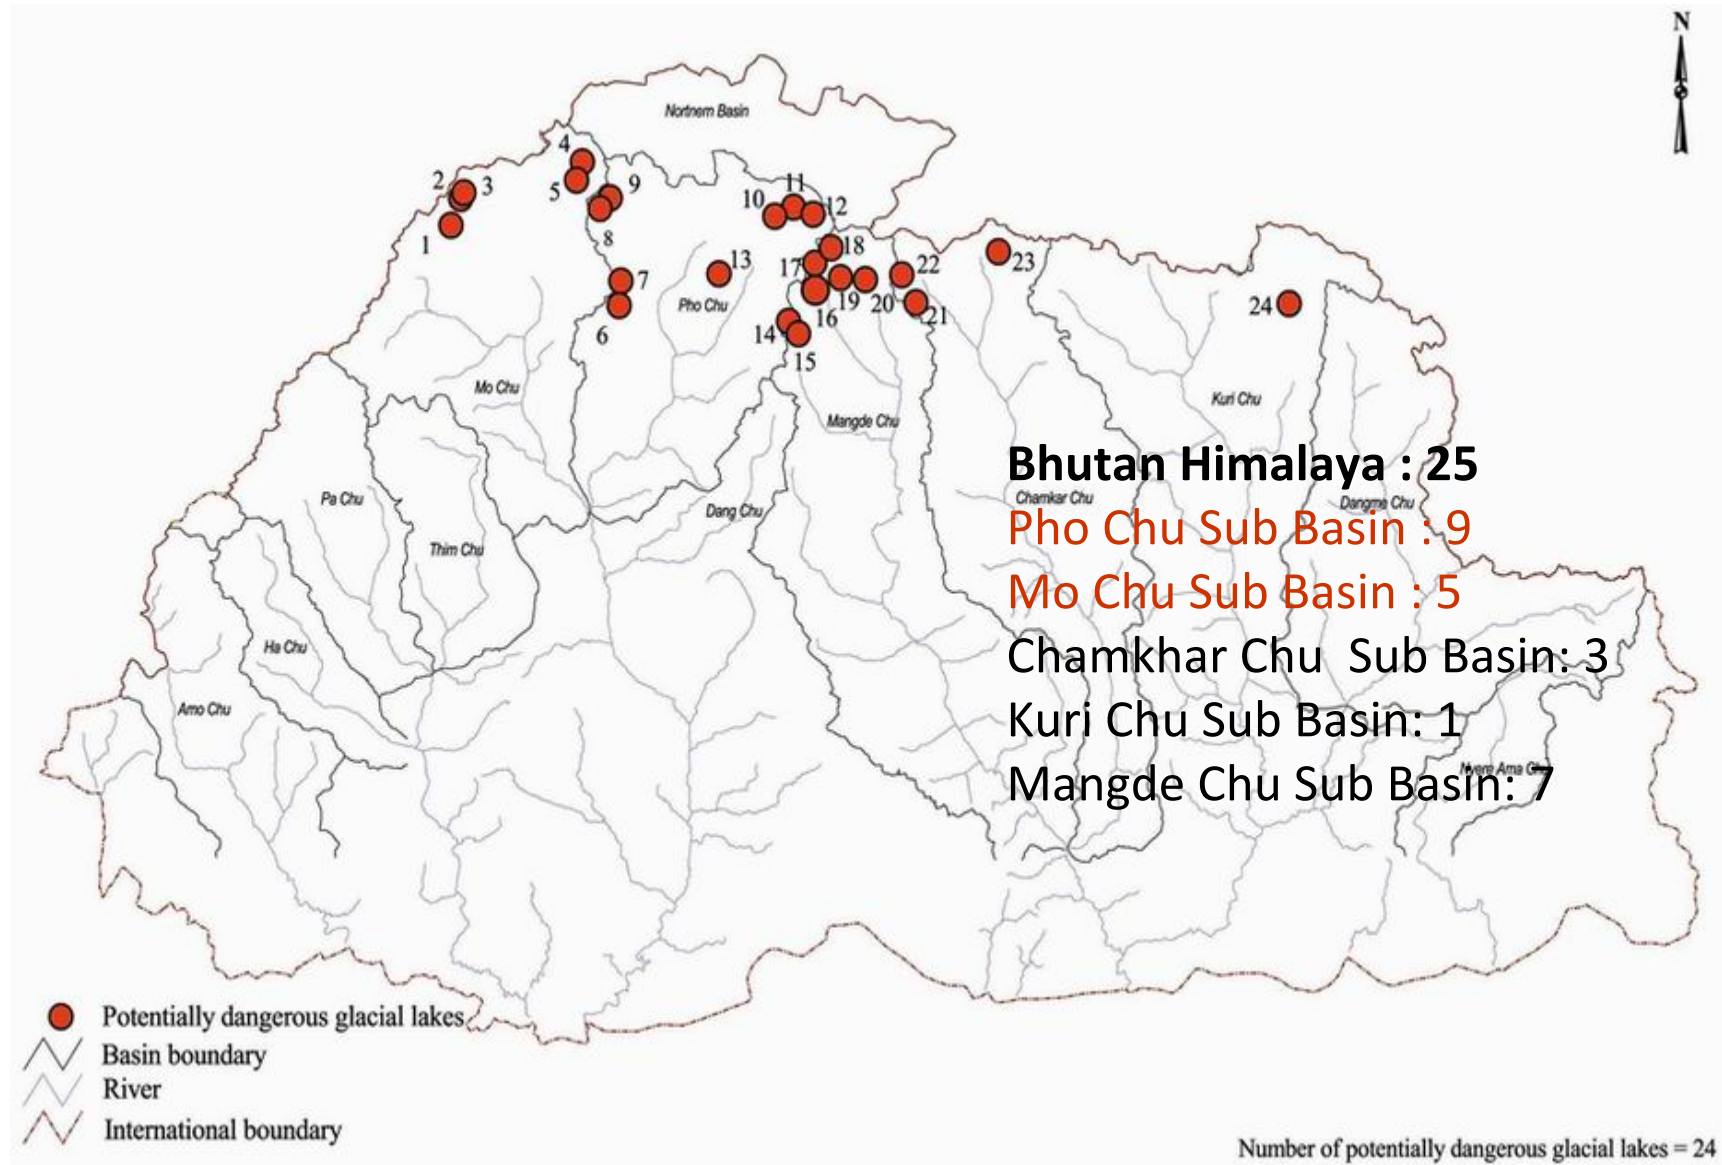 N
Nortnern Basin
4
5
9
8
2
3
1
11
10
12
18
17
13
7
6
22
23
19
20
21
16
14
15
24
Pho Chu
Mo Chu
Kuri Chu
Mangde Chu
Bhutan Himalaya : 25
Pa Chu
Chamkar Chu
Dangme Chu
Dang Chu
Pho Chu Sub Basin : 9
Thim Chu
Mo Chu Sub Basin : 5
Ha Chu
Chamkhar Chu Sub Basin: 3
Amo Chu
Kuri Chu Sub Basin: 1
Nyere Ama Chu
Mangde Chu Sub Basin: 7
Potentially dangerous glacial lakes
Basin boundary
River
International boundary
Number of potentially dangerous glacial lakes = 24